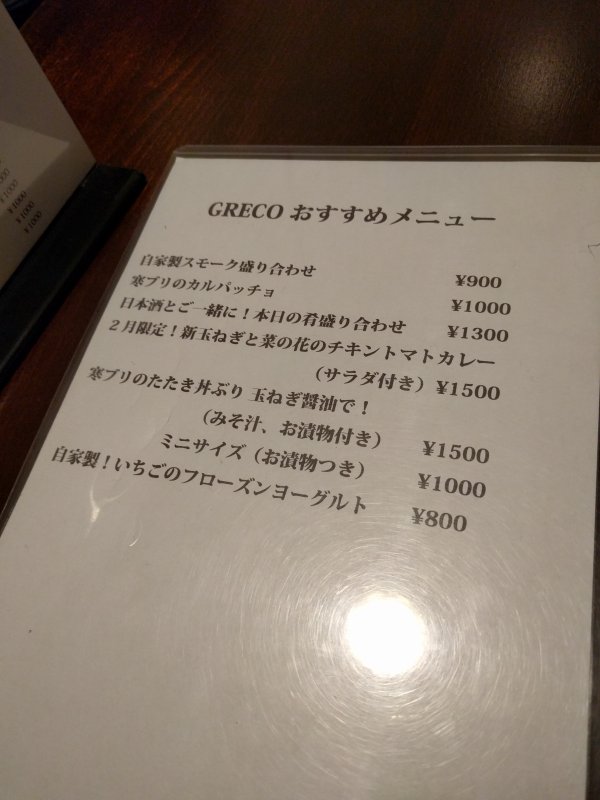 GRECO おすすめメニュー
自家製スモーク盛り合わせ ¥900
寒ブリのカルパッチョ ¥1000
日本酒とご一緒に！本日の肴盛り合わせ ¥1300
２月限定！新玉ねぎと菜の花のチキントマトカレー
（サラダ付き）¥1500
寒ブリのたたき丼ぶり 玉ねぎ醤油で！
（みそ汁、お漬物付き） ¥1500
ミニサイズ（お漬物つき） ¥1000
自家製！いちごのフローズンヨーグルト ¥800
¥1000
¥1000
¥1000